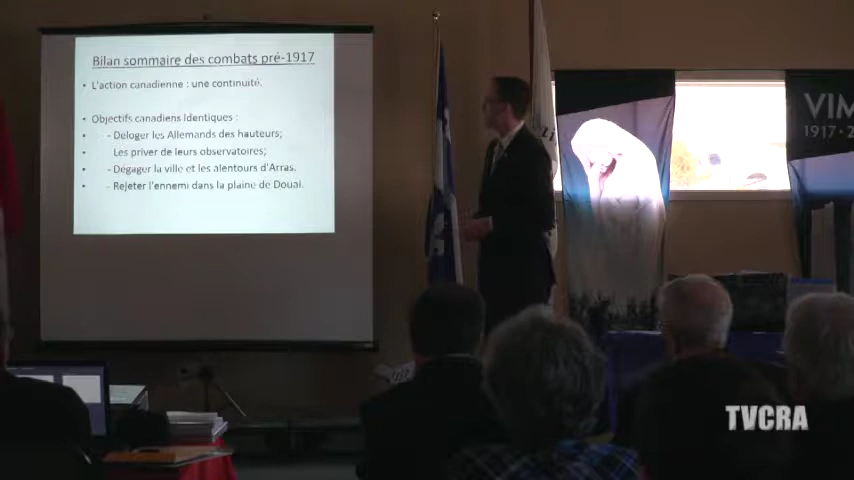 Bilan sommaire des combats pré-1917
• L'action canadienne : une continuité.
• Objectifs canadiens identiques :
• - Déloger les Allemands des hauteurs;
• Les priver de leurs observatoires;
• - Dégager la ville et les alentours d'Arras.
• - Rejeter l'ennemi dans la plaine de Douai.
VIM
1917-2
TVCRA